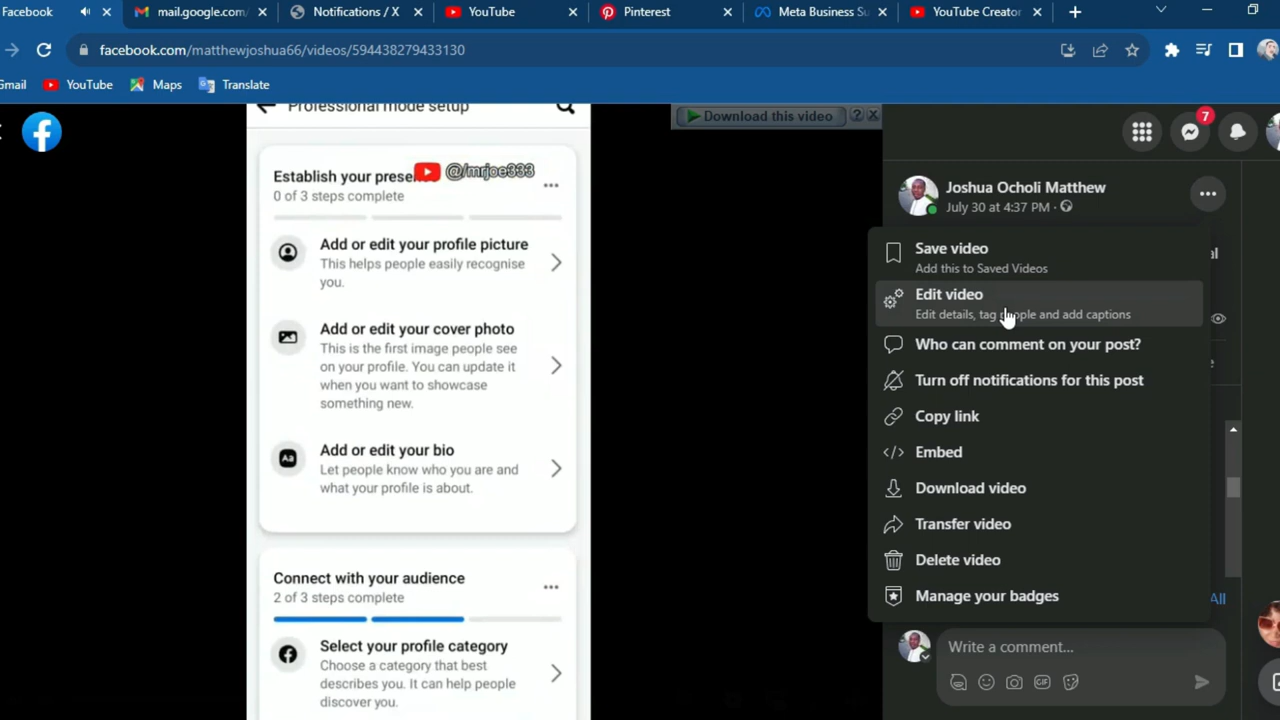 Facebook
mail.google.com/
Notifications / X
YouTube
Pinterest
Meta Business Su
YouTube Creator
facebook.com/matthewjoshua66/videos/594438279433130
Gmail
YouTube
Maps
Translate
Professional mode setup
Establish your prese
@/mrjoe333
0 of 3 steps complete
Add or edit your profile picture
This helps people easily recognise
you.
Add or edit your cover photo
This is the first image people see
on your profile. You can update it
when you want to showcase
something new.
Add or edit your bio
Let people know who you are and
what your profile is about.
Connect with your audience
2 of 3 steps complete
Select your profile category
Choose a category that best
describes you. It can help people
discover you.
Download this video
? X
7
Joshua Ocholi Matthew
July 30 at 4:37 PM ·
Save video
Add this to Saved Videos
Edit video
Edit details, tag people and add captions
Who can comment on your post?
Turn off notifications for this post
Copy link
Embed
Download video
Transfer video
Delete video
Manage your badges
All
Write a comment...
GIF